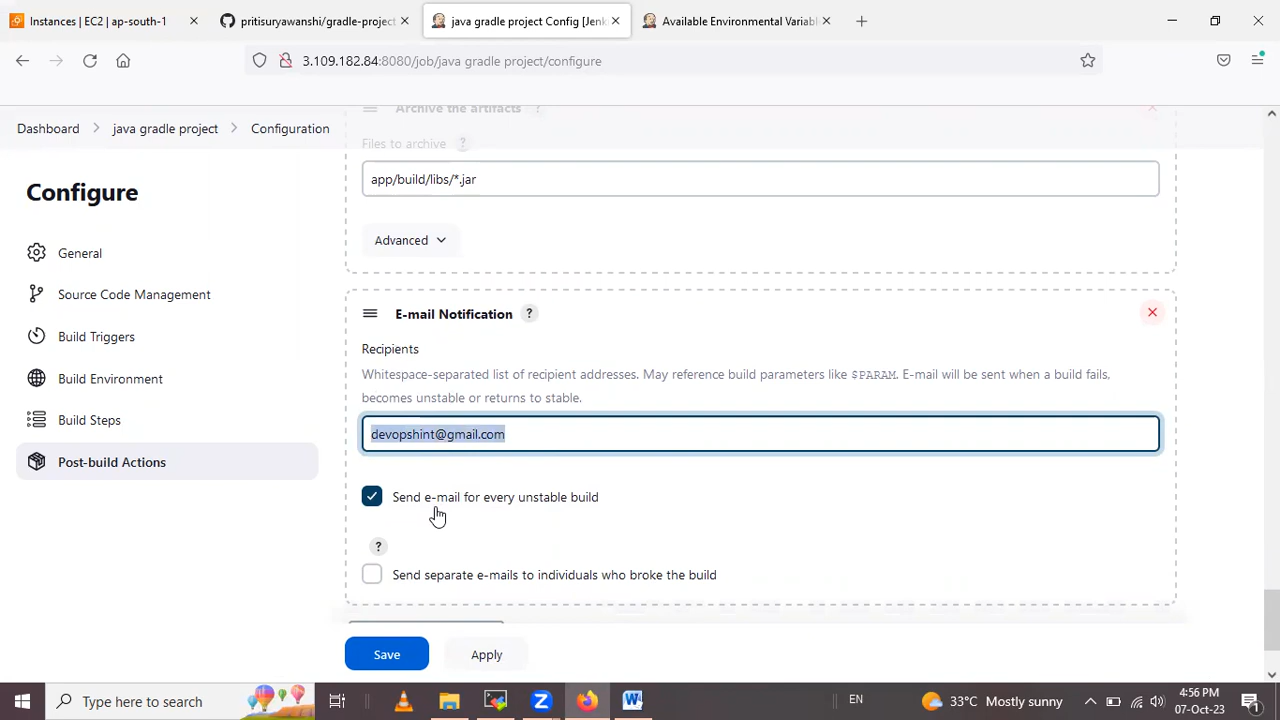 Instances | EC2 | ap-south-1
pritisuryawanshi/gradle-project
java gradle project Config [Jenk
Available Environmental Variab
3.109.182.84:8080/job/java gradle project/configure
Dashboard
java gradle project
Configuration
Configure
General
Source Code Management
Build Triggers
Build Environment
Build Steps
Post-build Actions
Archive the artifacts ?
Files to archive ?
app/build/libs/*.jar
Advanced
E-mail Notification ?
Recipients
Whitespace-separated list of recipient addresses. May reference build parameters like $PARAM. E-mail will be sent when a build fails,
becomes unstable or returns to stable.
devopshint@gmail.com
Send e-mail for every unstable build
?
Send separate e-mails to individuals who broke the build
Save
Apply
Type here to search
EN
33°C Mostly sunny
4:56 PM
07-Oct-23
1